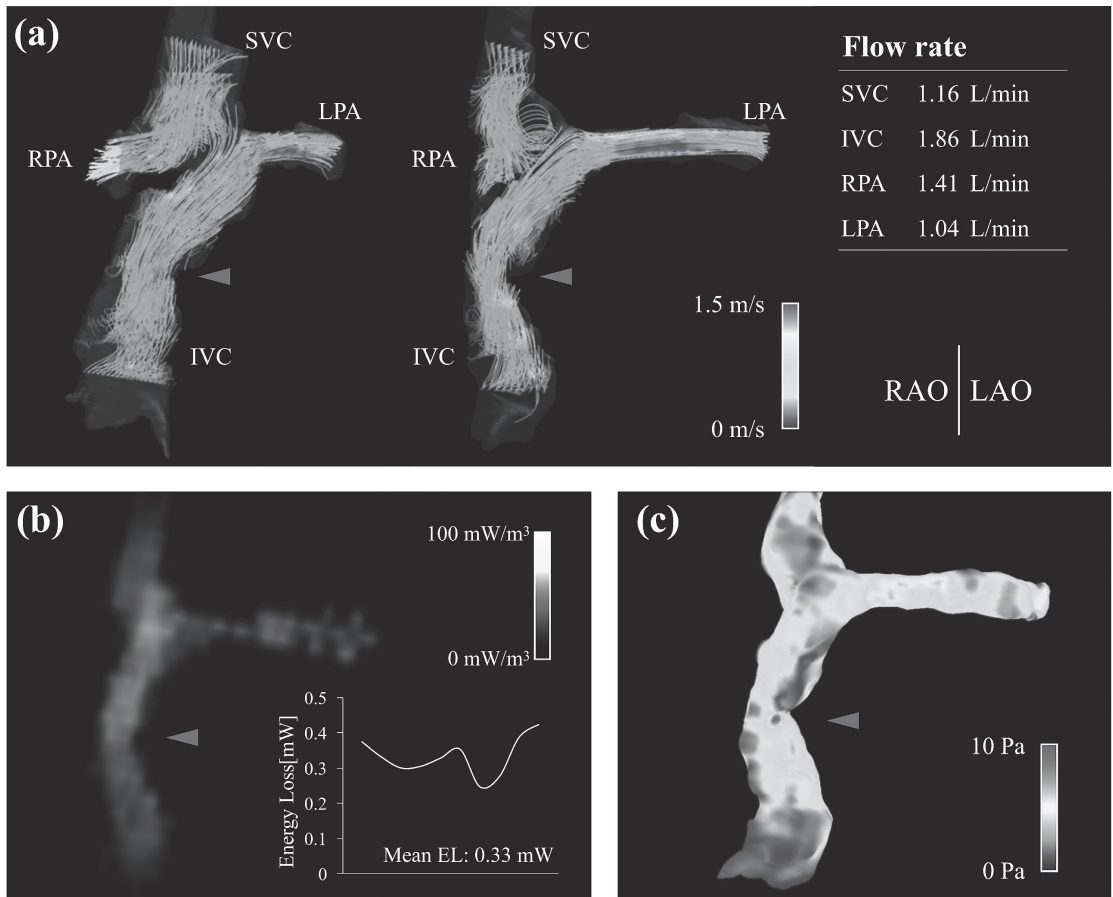 (a)
SVC
SVC
Flow rate
SVC 1.16 L/min
LPA
LPA
IVC 1.86 L/min
RPA
RPA
RPA 1.41 L/min
LPA 1.04 L/min
1.5 m/s
IVC
IVC
RAO LAO
0 m/s
(b)
100 mW/m³
0 mW/m³
Energy Loss[mW]
0.5
0.4
0.3
0.2
0.1
0
Mean EL: 0.33 mW
(c)
10 Pa
0 Pa